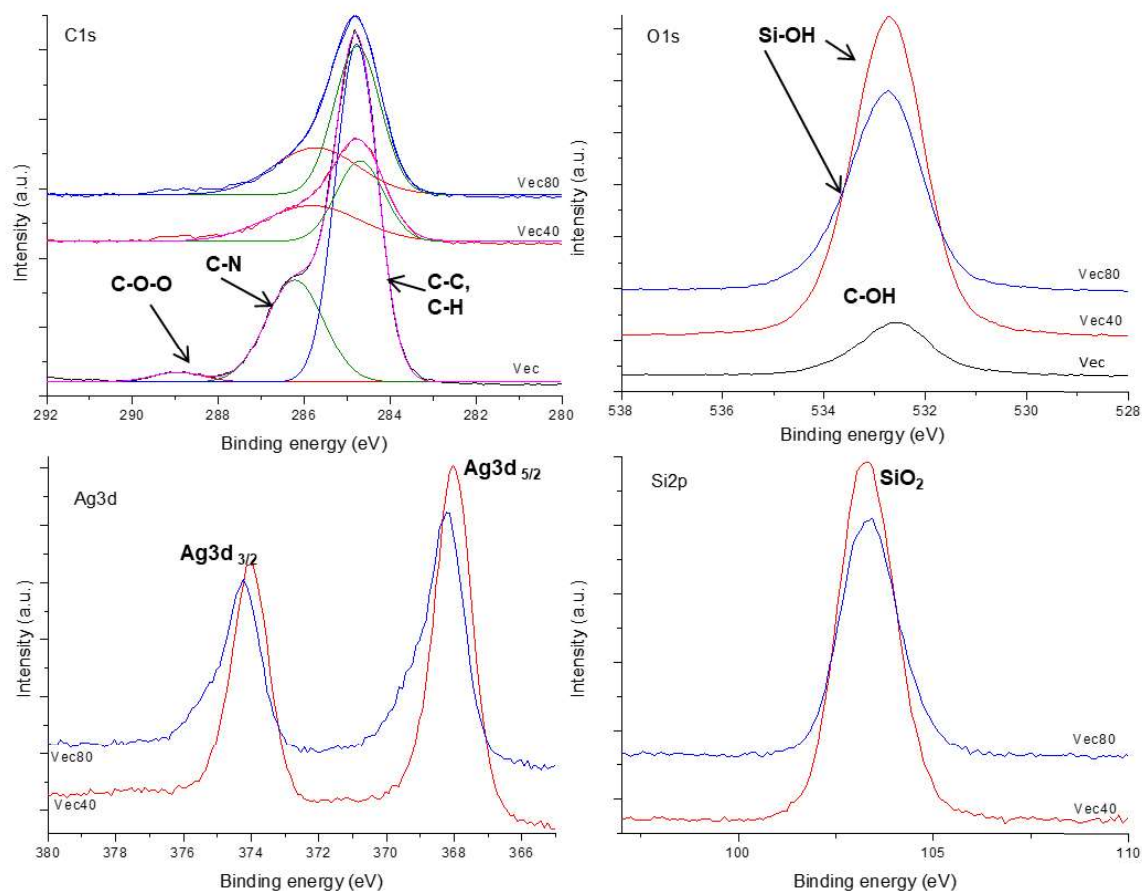 C1s
Intensity (a.u.)
Vec80
Vec40
C-O-O
C-N
C-C,
C-H
Vec
292 290 288 286 284 282 280
Binding energy (eV)
O1s
intensity (a.u.)
Si-OH
Vec80
C-OH
Vec40
Vec
538 536 534 532 530 528
Binding energy (eV)
Ag3d
Intensity (a.u.)
Ag3d 5/2
Ag3d 3/2
Vec80
Vec40
380 378 376 374 372 370 368 366
Binding energy (eV)
Si2p
Intensity (a.u.)
SiO2
Vec80
Vec40
100 105 110
Binding energy (eV)